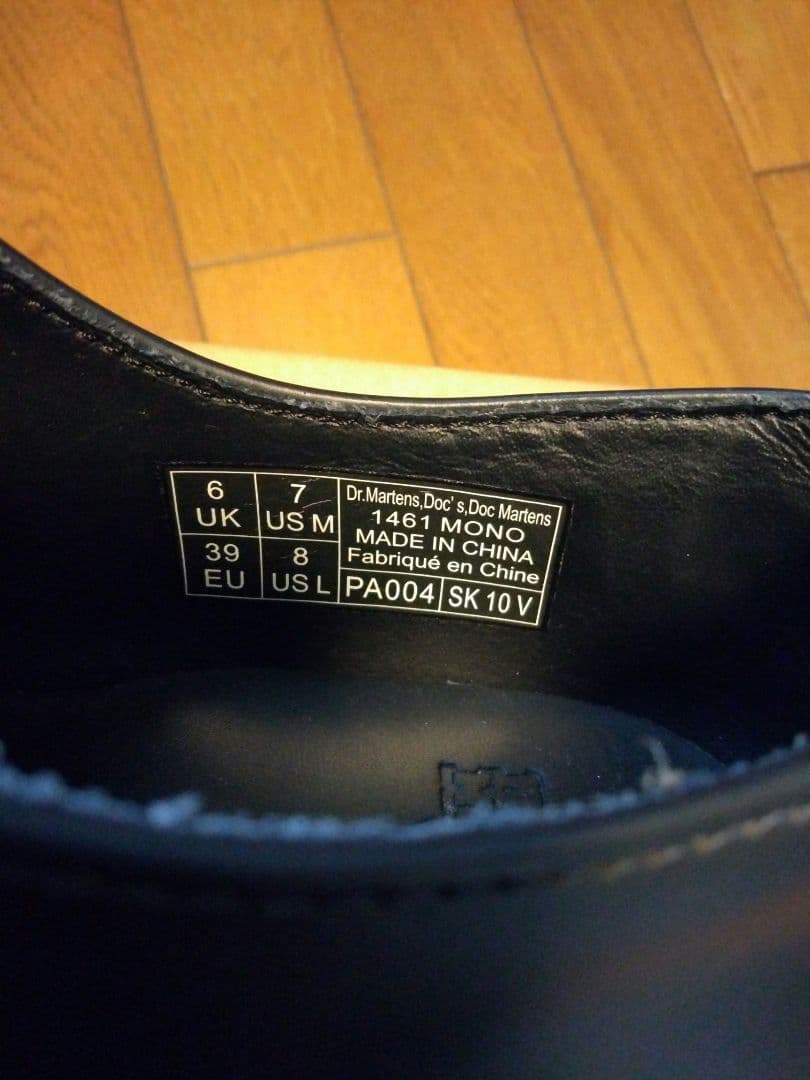 6
UK
7
US M
39
EU
8
US L
Dr.Martens,Doc's,Doc Martens
1461 MONO
MADE IN CHINA
Fabriqué en Chine
PA004
SK 10 V